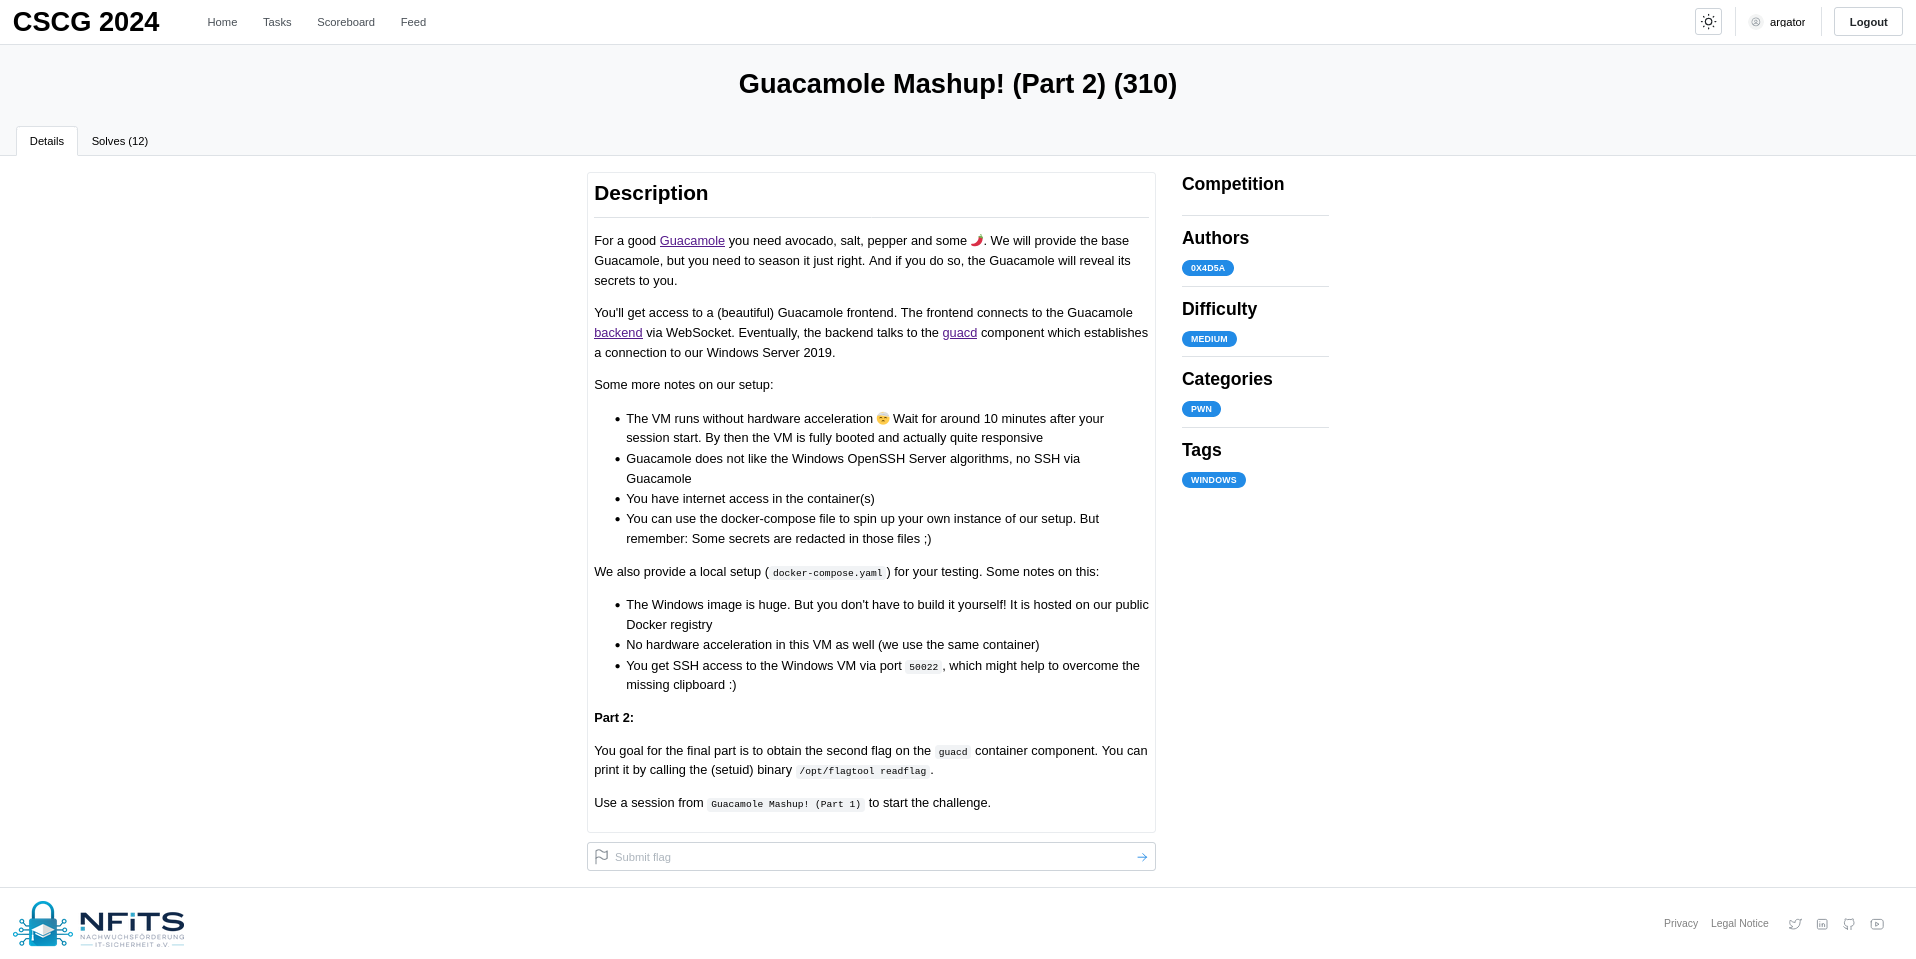 CSCG 2024
Home Tasks Scoreboard Feed
argator
Logout
Guacamole Mashup! (Part 2) (310)
Details Solves (12)
Description
For a good Guacamole you need avocado, salt, pepper and some 🌶️. We will provide the base
Guacamole, but you need to season it just right. And if you do so, the Guacamole will reveal its
secrets to you.
You'll get access to a (beautiful) Guacamole frontend. The frontend connects to the Guacamole
backend via WebSocket. Eventually, the backend talks to the guacd component which establishes
a connection to our Windows Server 2019.
Some more notes on our setup:
• The VM runs without hardware acceleration 😴 Wait for around 10 minutes after your
session start. By then the VM is fully booted and actually quite responsive
• Guacamole does not like the Windows OpenSSH Server algorithms, no SSH via
Guacamole
• You have internet access in the container(s)
• You can use the docker-compose file to spin up your own instance of our setup. But
remember: Some secrets are redacted in those files ;)
We also provide a local setup (docker-compose.yaml) for your testing. Some notes on this:
• The Windows image is huge. But you don't have to build it yourself! It is hosted on our public
Docker registry
• No hardware acceleration in this VM as well (we use the same container)
• You get SSH access to the Windows VM via port 50022, which might help to overcome the
missing clipboard :)
Part 2:
You goal for the final part is to obtain the second flag on the guacd container component. You can
print it by calling the (setuid) binary /opt/flagtool readflag.
Use a session from Guacamole Mashup! (Part 1) to start the challenge.
Submit flag
Competition
Authors
0X4D5A
Difficulty
MEDIUM
Categories
PWN
Tags
WINDOWS
NFiTS
NACHWUCHSFÖRDERUNG
IT-SICHERHEIT e.V.
Privacy Legal Notice